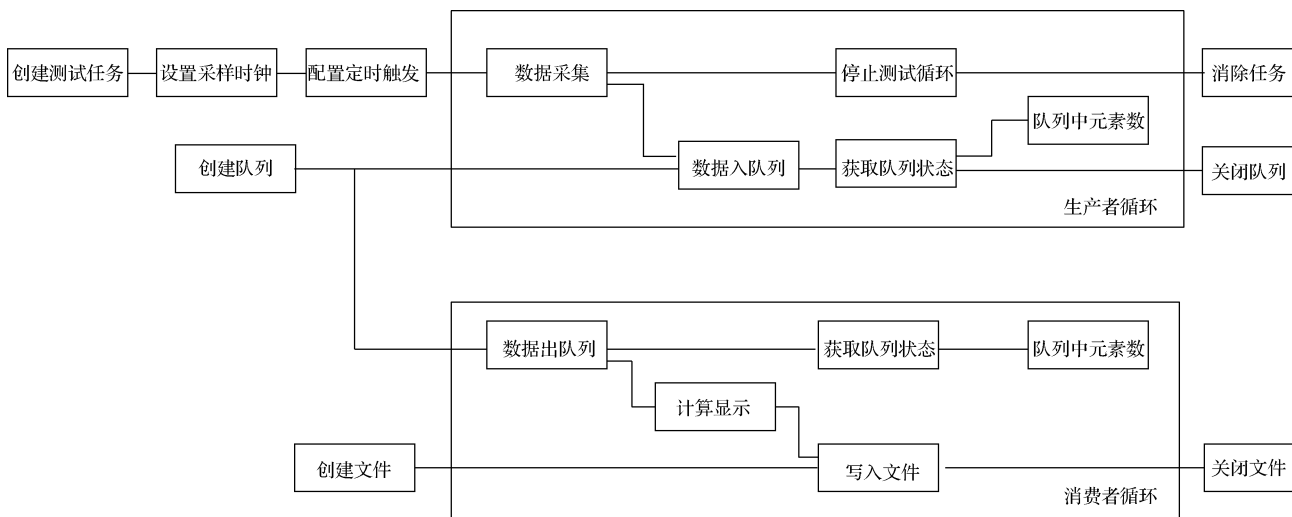 创建测试任务
设置采样时钟
配置定时触发
数据采集
停止测试循环
消除任务
队列中元素数
创建队列
数据入队列
获取队列状态
关闭队列
生产者循环
数据出队列
获取队列状态
队列中元素数
计算显示
创建文件
写入文件
关闭文件
消费者循环